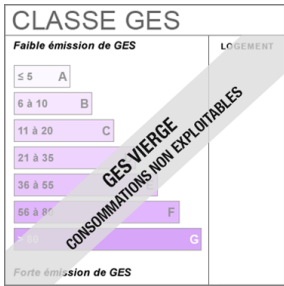 CLASSE GES
Faible émission de GES
LOGEMENT
≤ 5 A
6 à 10 B
11 à 20 C
21 à 35
36 à 55
56 à 80 F
G
Forte émission de GES
GES VIERGE
CONSOMMATIONS NON EXPLOITABLES